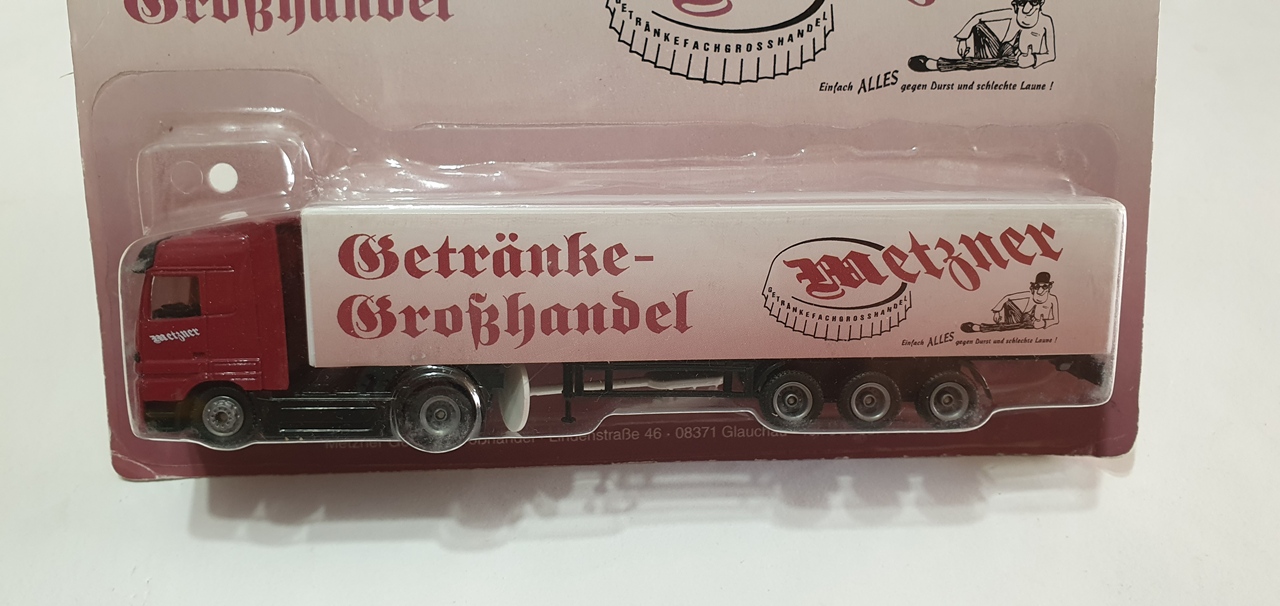 Großhandel
GETRÄNKEFACHGROSSHANDEL
Einfach ALLES gegen Durst und schlechte Laune !
Getränke-
Großhandel
Metzner
GETRÄNKEFACHGROSSHANDEL
Einfach ALLES gegen Durst und schlechte Laune !
Metzner
Metzner Lindenstraße 46 · 08371 Glauchau